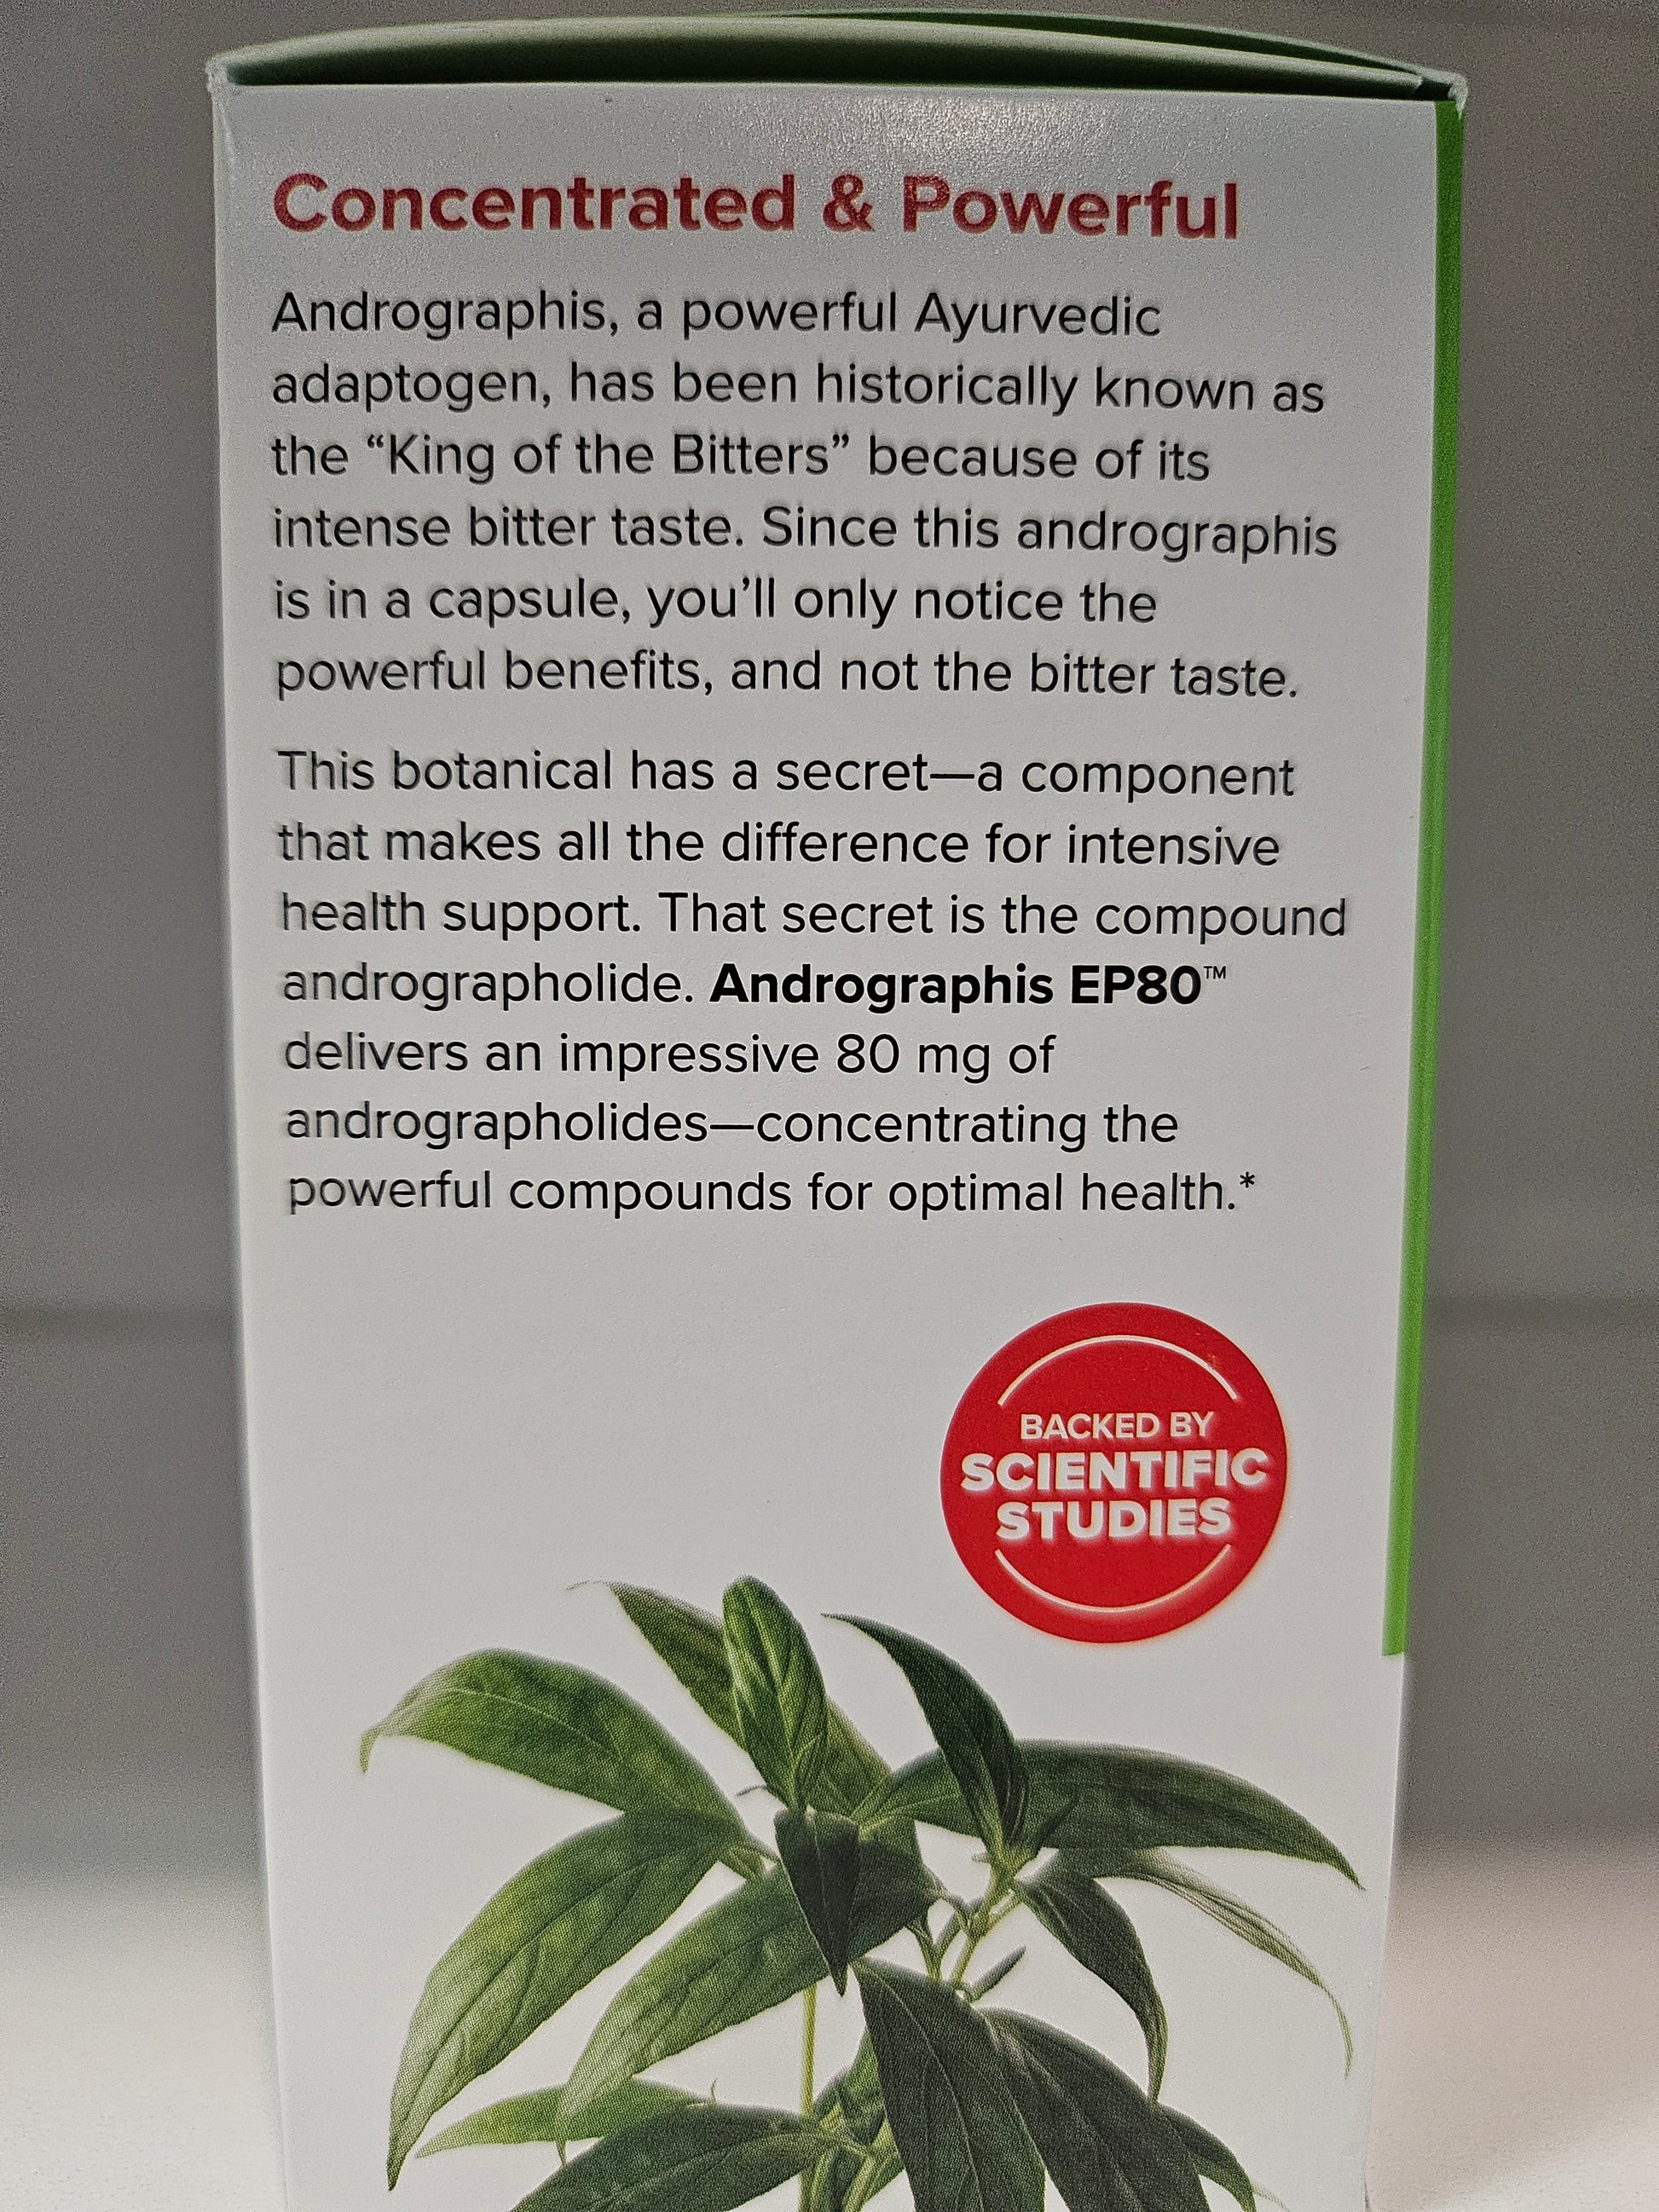 Concentrated & Powerful
Andrographis, a powerful Ayurvedic
adaptogen, has been historically known as
the “King of the Bitters” because of its
intense bitter taste. Since this andrographis
is in a capsule, you’ll only notice the
powerful benefits, and not the bitter taste.
This botanical has a secret—a component
that makes all the difference for intensive
health support. That secret is the compound
andrographolide. Andrographis EP80™
delivers an impressive 80 mg of
andrographolides—concentrating the
powerful compounds for optimal health.*
BACKED BY
SCIENTIFIC
STUDIES